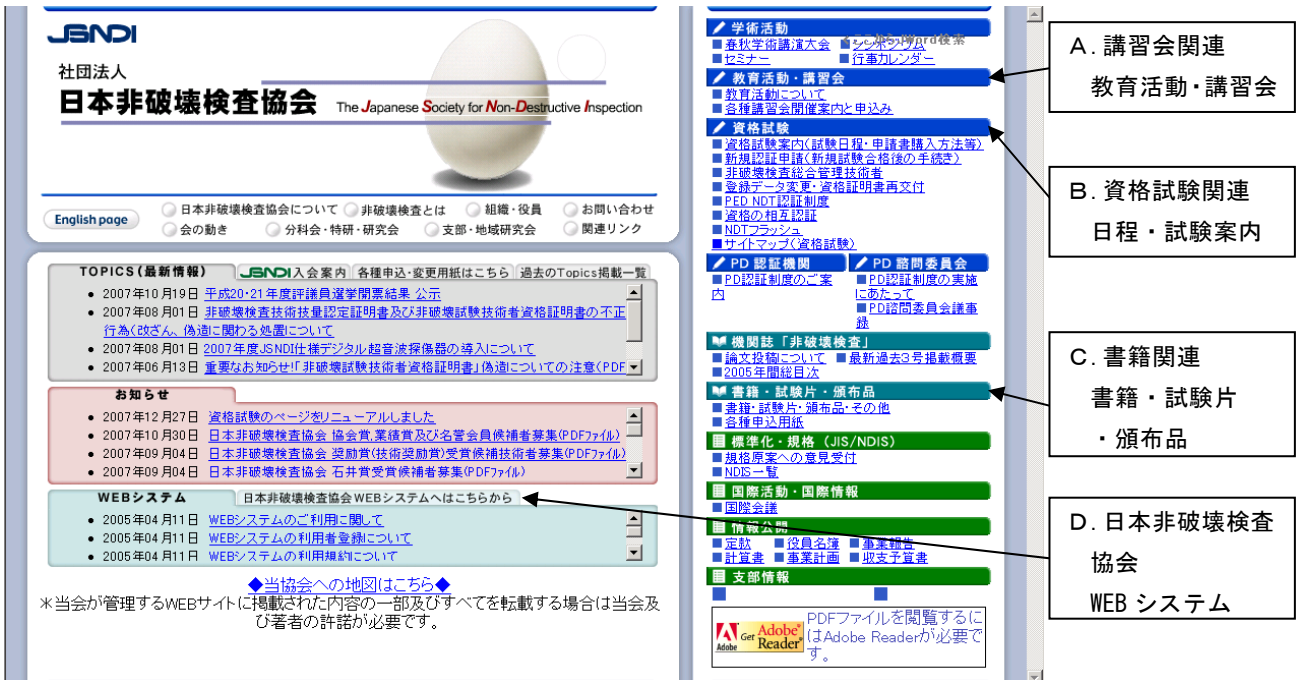 JSNDI
社団法人
日本非破壊検査協会 The Japanese Society for Non-Destructive Inspection
English page
日本非破壊検査協会について 非破壊検査とは 組織・役員 お問い合わせ
会の動き 分科会・特研・研究会 支部・地域研究会 関連リンク
TOPICS(最新情報) JSNDI入会案内 各種申込・変更用紙はこちら 過去のTopics掲載一覧
• 2007年10月19日 平成20・21年度評議員選挙開票結果 公示
• 2007年08月01日 非破壊検査技術技量認定証明書及び非破壊試験技術者資格証明書の不正
行為(改ざん、偽造に関わる処置について
• 2007年08月01日 2007年度JSNDI仕様デジタル超音波探傷器の導入について
• 2007年06月13日 重要なお知らせ!「非破壊試験技術者資格証明書」偽造についての注意(PDF
お知らせ
• 2007年12月27日 資格試験のページをリニューアルしました
• 2007年10月30日 日本非破壊検査協会 協会賞,業績賞及び名誉会員候補者募集(PDFファイル)
• 2007年09月04日 日本非破壊検査協会 奨励賞(技術奨励賞)受賞候補技術者募集(PDFファイル)
• 2007年09月04日 日本非破壊検査協会 石井賞受賞候補者募集(PDFファイル)
WEBシステム 日本非破壊検査協会WEBシステムへはこちらから
• 2005年04月11日 WEBシステムのご利用に関して
• 2005年04月11日 WEBシステムの利用者登録について
• 2005年04月11日 WEBシステムの利用規約について
◆当協会への地図はこちら◆
*当会が管理するWEBサイトに掲載された内容の一部及びすべてを転載する場合は当会及
び著者の許諾が必要です。
学術活動
春秋学術講演大会 シンポジウム
セミナー 行事カレンダー
教育活動・講習会
教育活動について
各種講習会開催案内と申込み
資格試験
資格試験案内(試験日程・申請書購入方法等)
新規認証申請(新規試験合格後の手続き)
非破壊検査総合管理技術者
登録データ変更・資格証明書再交付
PED NDT認証制度
資格の相互認証
NDTフラッシュ
サイトマップ(資格試験)
PD 認証機関 PD 諮問委員会
PD認証制度のご案
内
PD認証制度の実施
にあたって
PD諮問委員会議事
録
機関誌「非破壊検査」
論文投稿について 最新過去3号掲載概要
2005年間総目次
書籍・試験片・頒布品
書籍・試験片・頒布品・その他
各種申込用紙
標準化・規格 (JIS/NDIS)
規格原案への意見受付
NDIS一覧
国際活動・国際情報
国際会議
情報公開
定款 役員名簿 事業報告
計算書 事業計画 収支予算書
支部情報
Adobe Get Adobe Reader
PDFファイルを閲覧するに
はAdobe Readerが必要で
す。
A.講習会関連
教育活動・講習会
B.資格試験関連
日程・試験案内
C.書籍関連
書籍・試験片
・頒布品
D.日本非破壊検査
協会
WEB システム